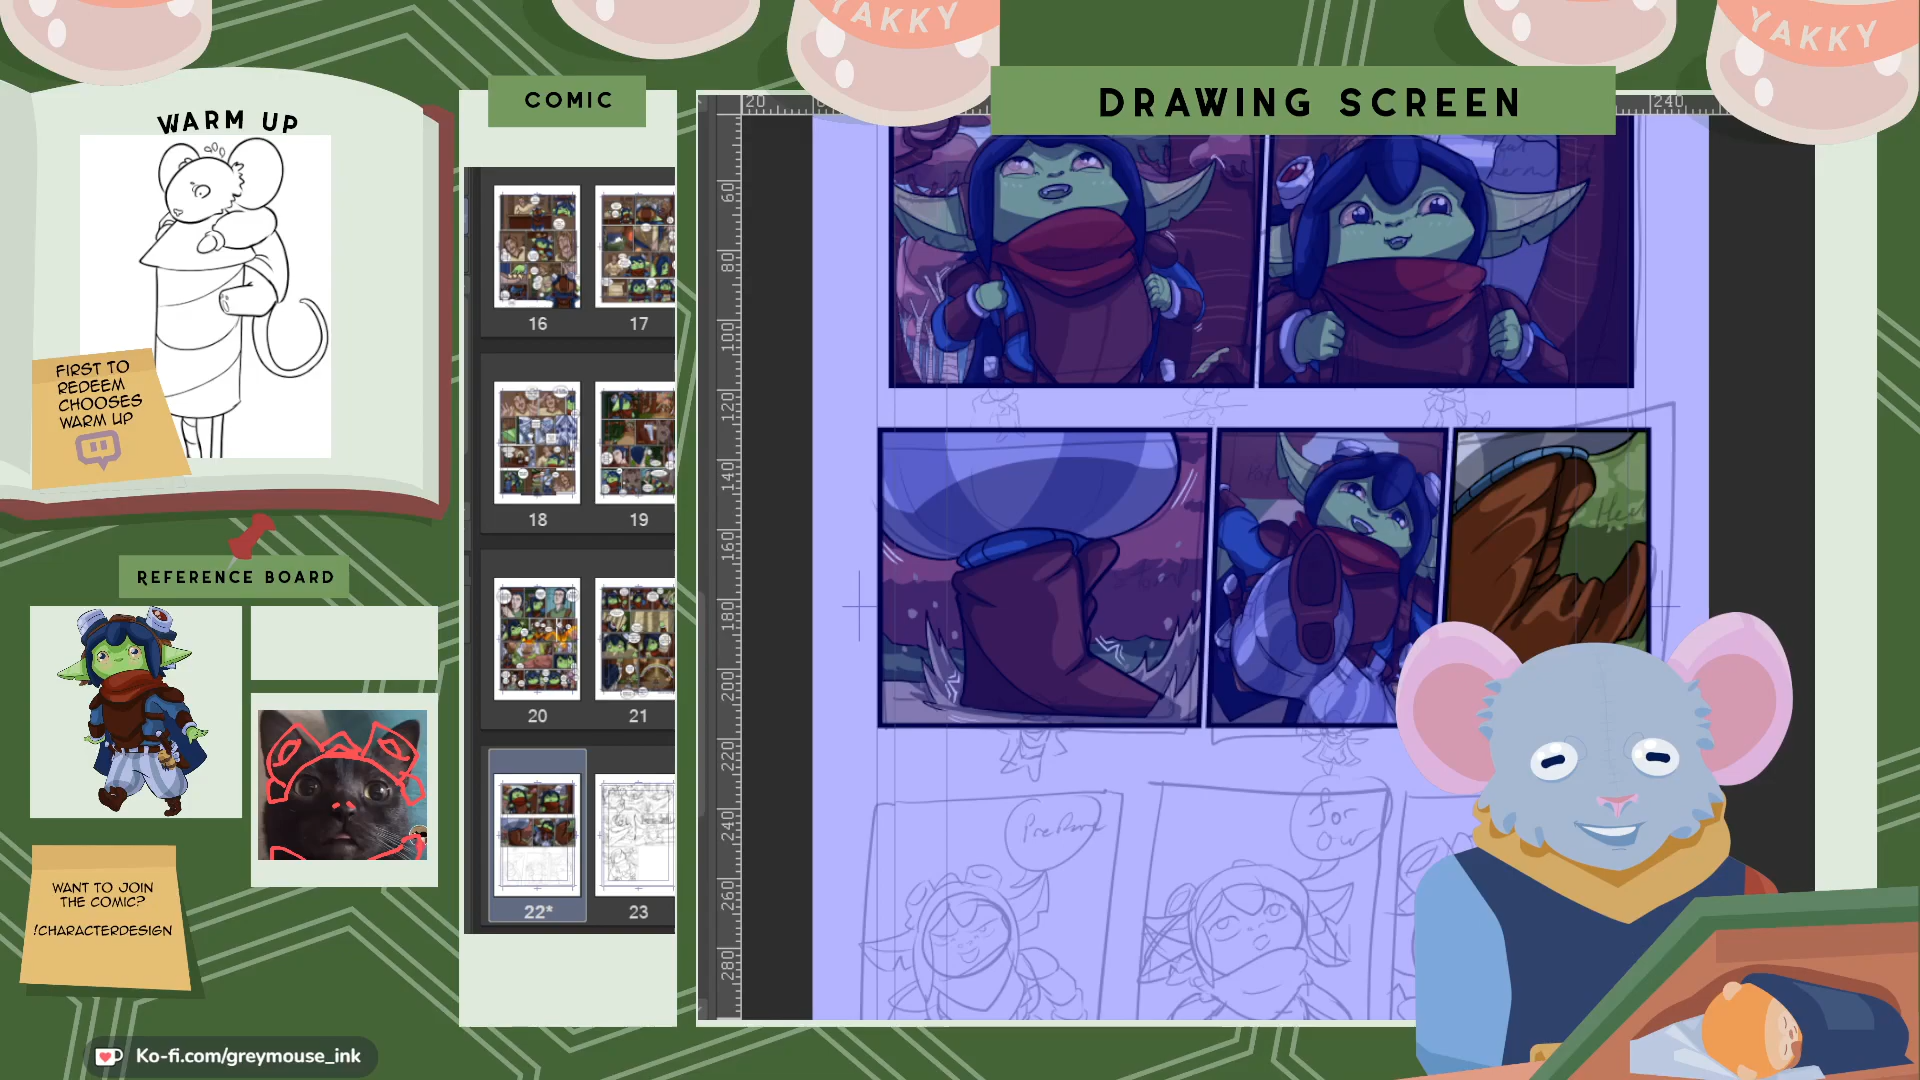 YAKKY
YAKKY
WARM UP
COMIC
DRAWING SCREEN
20
240
60
80
100
120
140
160
180
200
220
240
260
280
FIRST TO
REDEEM
CHOOSES
WARM UP
16
17
18
19
20
21
22*
23
REFERENCE BOARD
WANT TO JOIN
THE COMIC?
!CHARACTERDESIGN
For
Ko-fi.com/greymouse_ink